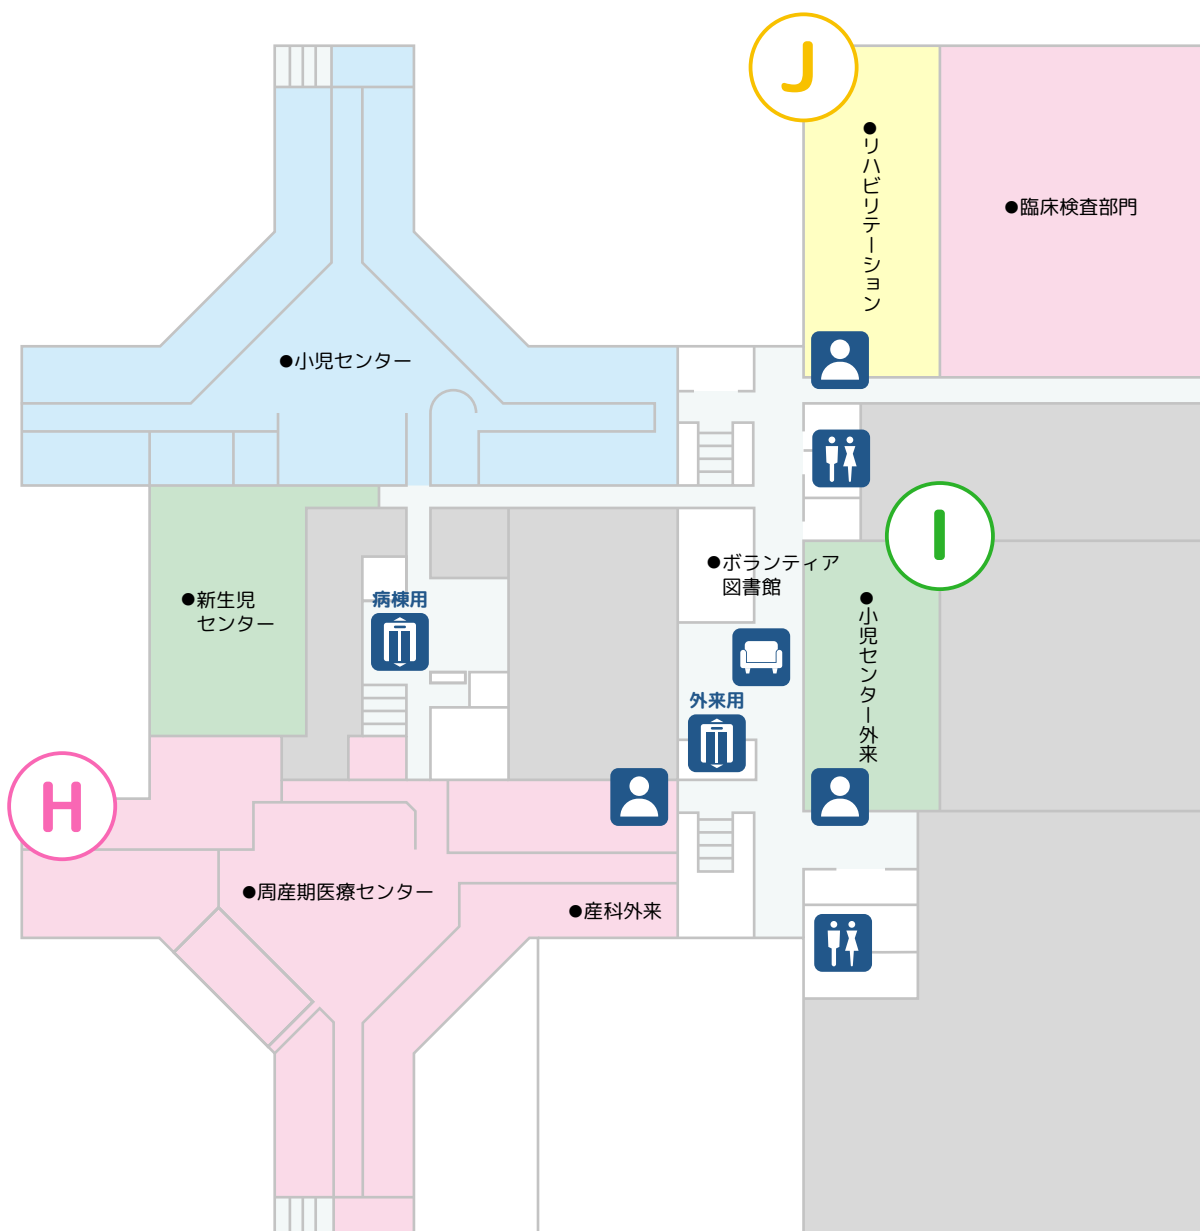 J
●リハビリテーション
●臨床検査部門
●小児センター
I
●ボランティア
図書館
●新生児
センター
病棟用
●小児センター外来
外来用
H
●周産期医療センター
●産科外来